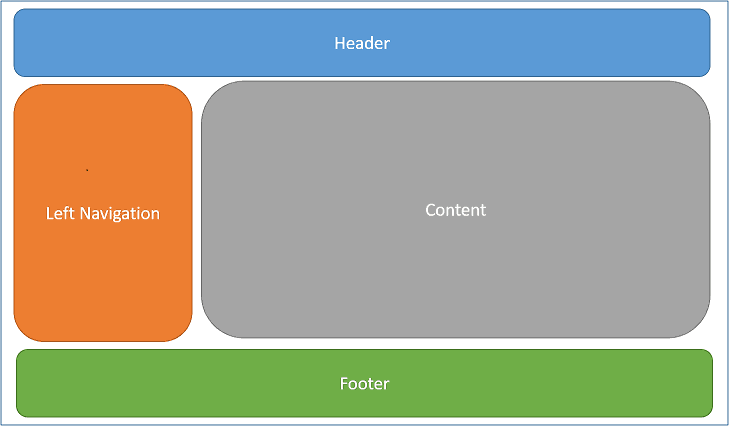 Header
Left Navigation
Content
Footer